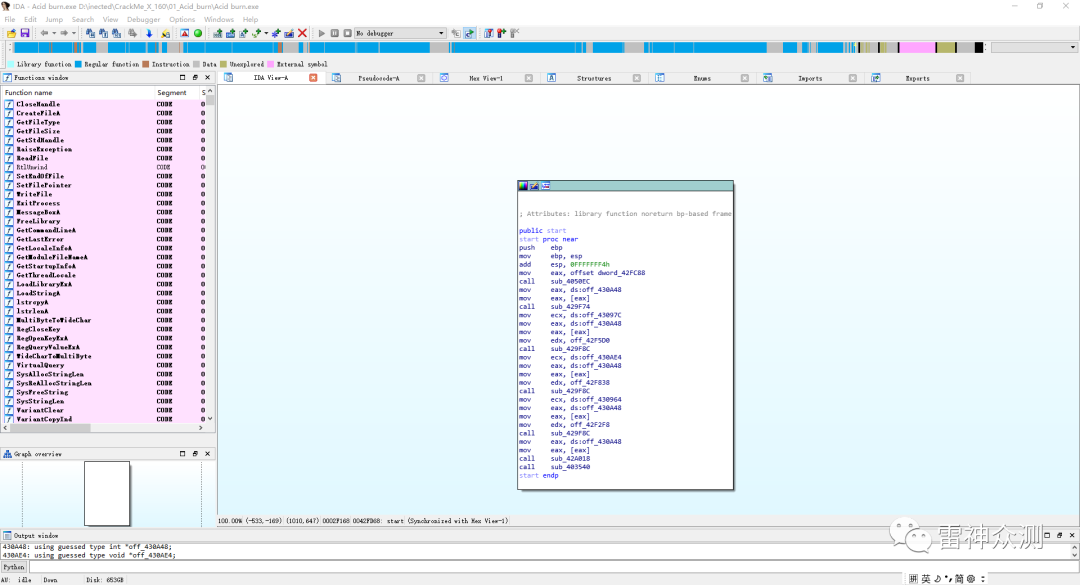 IDA - Acid burn.exe D:\inected\CrackMe_X_160\01_Acid_burn\Acid burn.exe
File Edit Jump Search View Debugger Options Windows Help
No debugger
Library function Regular function Instruction Data Unexplored External symbol
Functions window
IDA View-A Pseudocode-A Hex View-1 Structures Enums Imports Exports
Function name Segment S
CloseHandle CODE 0
CreateFileA CODE 0
GetFileType CODE 0
GetFileSize CODE 0
GetStdHandle CODE 0
RaiseException CODE 0
ReadFile CODE 0
RtlUnwind CODE 0
SetEndOfFile CODE 0
SetFilePointer CODE 0
WriteFile CODE 0
ExitProcess CODE 0
MessageBoxA CODE 0
FreeLibrary CODE 0
GetCommandLineA CODE 0
GetLastError CODE 0
GetLocaleInfoA CODE 0
GetModuleFileNameA CODE 0
GetStartupInfoA CODE 0
GetThreadLocale CODE 0
LoadLibraryExA CODE 0
LoadStringA CODE 0
lstrcpyA CODE 0
lstrlenA CODE 0
MultiByteToWideChar CODE 0
RegCloseKey CODE 0
RegOpenKeyExA CODE 0
RegQueryValueExA CODE 0
WideCharToMultiByte CODE 0
VirtualQuery CODE 0
SysAllocStringLen CODE 0
SysReAllocStringLen CODE 0
SysFreeString CODE 0
SysStringLen CODE 0
VariantClear CODE 0
VariantCopyInd CODE 0
; Attributes: library function noreturn bp-based frame
public start
start proc near
push ebp
mov ebp, esp
add esp, 0FFFFFFF4h
mov eax, offset dword_42FC88
call sub_4050EC
mov eax, ds:off_430A48
mov eax, [eax]
call sub_429F74
mov ecx, ds:off_43097C
mov eax, ds:off_430A48
mov eax, [eax]
mov edx, off_42F5D0
call sub_429F8C
mov ecx, ds:off_430AE4
mov eax, ds:off_430A48
mov eax, [eax]
mov edx, off_42F838
call sub_429F8C
mov ecx, ds:off_430964
mov eax, ds:off_430A48
mov eax, [eax]
mov edx, off_42F2F8
call sub_429F8C
mov eax, ds:off_430A48
mov eax, [eax]
call sub_42A018
call sub_403540
start endp
Graph overview
100.00% (-533,-169) (1010,647) 0002F168 0042FD68: start (Synchronized with Hex View-1)
Output window
430A48: using guessed type int *off_430A48;
430AE4: using guessed type void *off_430AE4;
Python
AU: idle Down Disk: 653GB
雷神众测
拼 英 简